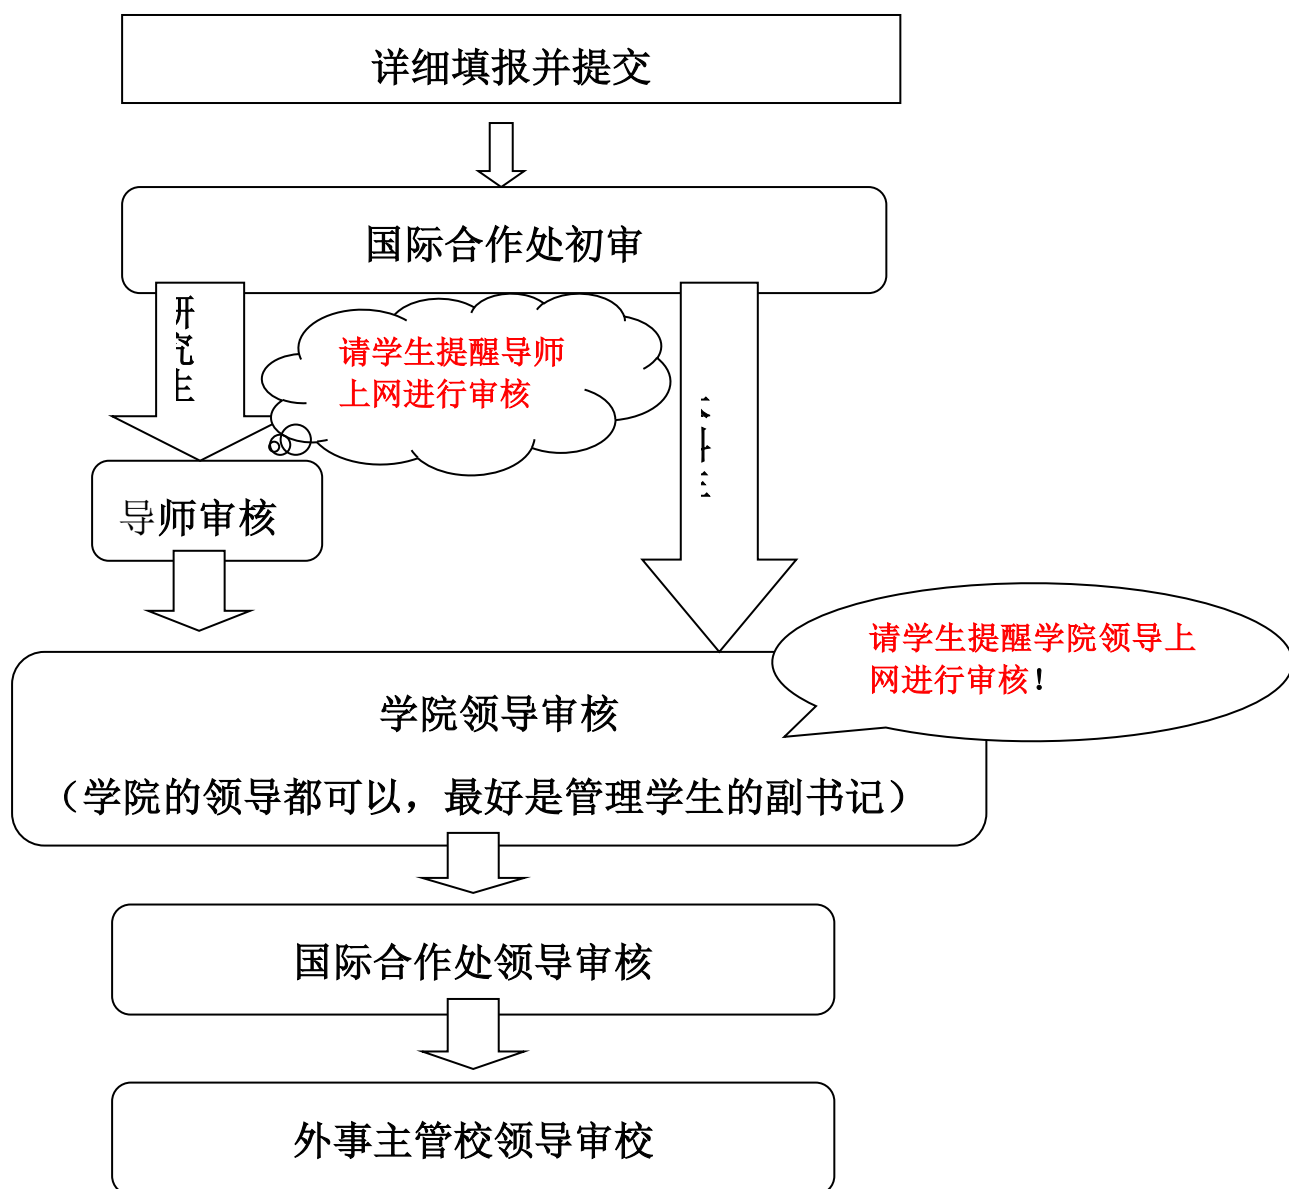 详细填报并提交
国际合作处初审
研究生
请学生提醒导师
上网进行审核
导师审核
请学生提醒学院领导上
网进行审核！
学院领导审核
（学院的领导都可以，最好是管理学生的副书记）
国际合作处领导审核
外事主管校领导审校